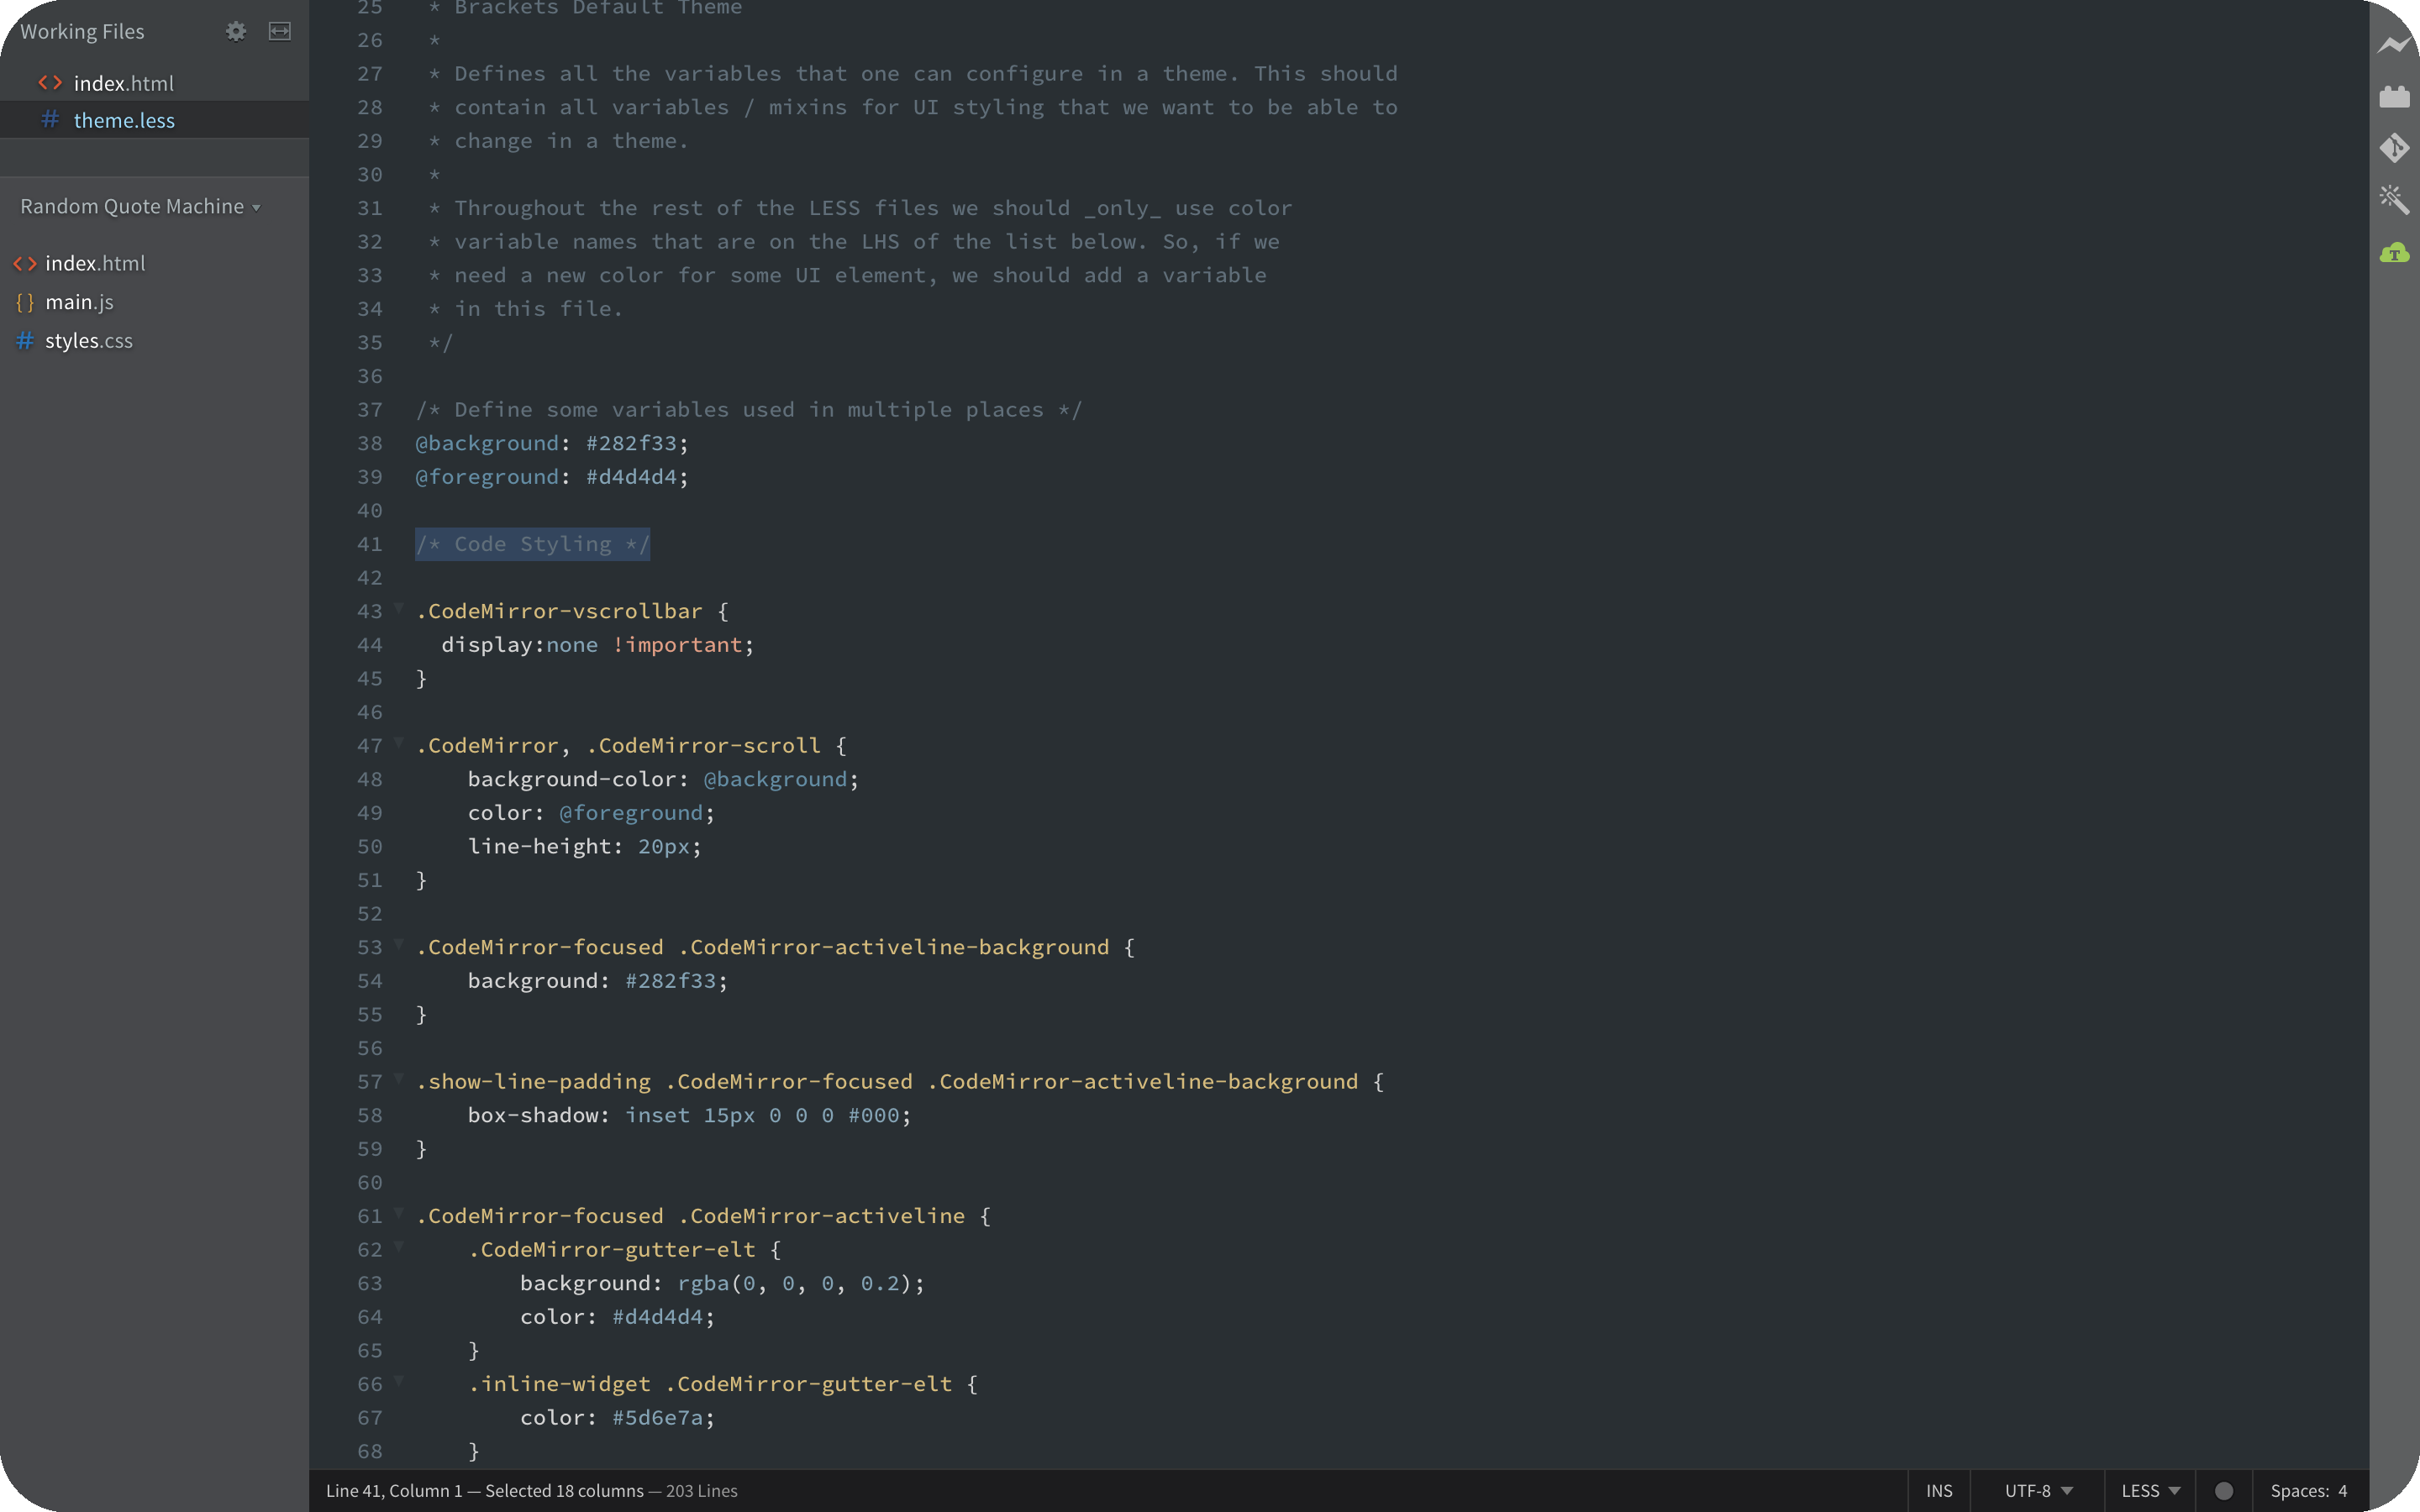 Working Files
index.html
theme.less
Random Quote Machine
index.html
main.js
styles.css
25 * Brackets Default Theme
26 *
27 * Defines all the variables that one can configure in a theme. This should
28 * contain all variables / mixins for UI styling that we want to be able to
29 * change in a theme.
30 *
31 * Throughout the rest of the LESS files we should _only_ use color
32 * variable names that are on the LHS of the list below. So, if we
33 * need a new color for some UI element, we should add a variable
34 * in this file.
35 */
36
37 /* Define some variables used in multiple places */
38 @background: #282f33;
39 @foreground: #d4d4d4;
40
41 /* Code Styling */
42
43 .CodeMirror-vscrollbar {
44   display:none !important;
45 }
46
47 .CodeMirror, .CodeMirror-scroll {
48     background-color: @background;
49     color: @foreground;
50     line-height: 20px;
51 }
52
53 .CodeMirror-focused .CodeMirror-activeline-background {
54     background: #282f33;
55 }
56
57 .show-line-padding .CodeMirror-focused .CodeMirror-activeline-background {
58     box-shadow: inset 15px 0 0 0 #000;
59 }
60
61 .CodeMirror-focused .CodeMirror-activeline {
62     .CodeMirror-gutter-elt {
63         background: rgba(0, 0, 0, 0.2);
64         color: #d4d4d4;
65     }
66     .inline-widget .CodeMirror-gutter-elt {
67         color: #5d6e7a;
68     }
Line 41, Column 1 — Selected 18 columns — 203 Lines
INS
UTF-8
LESS
Spaces: 4